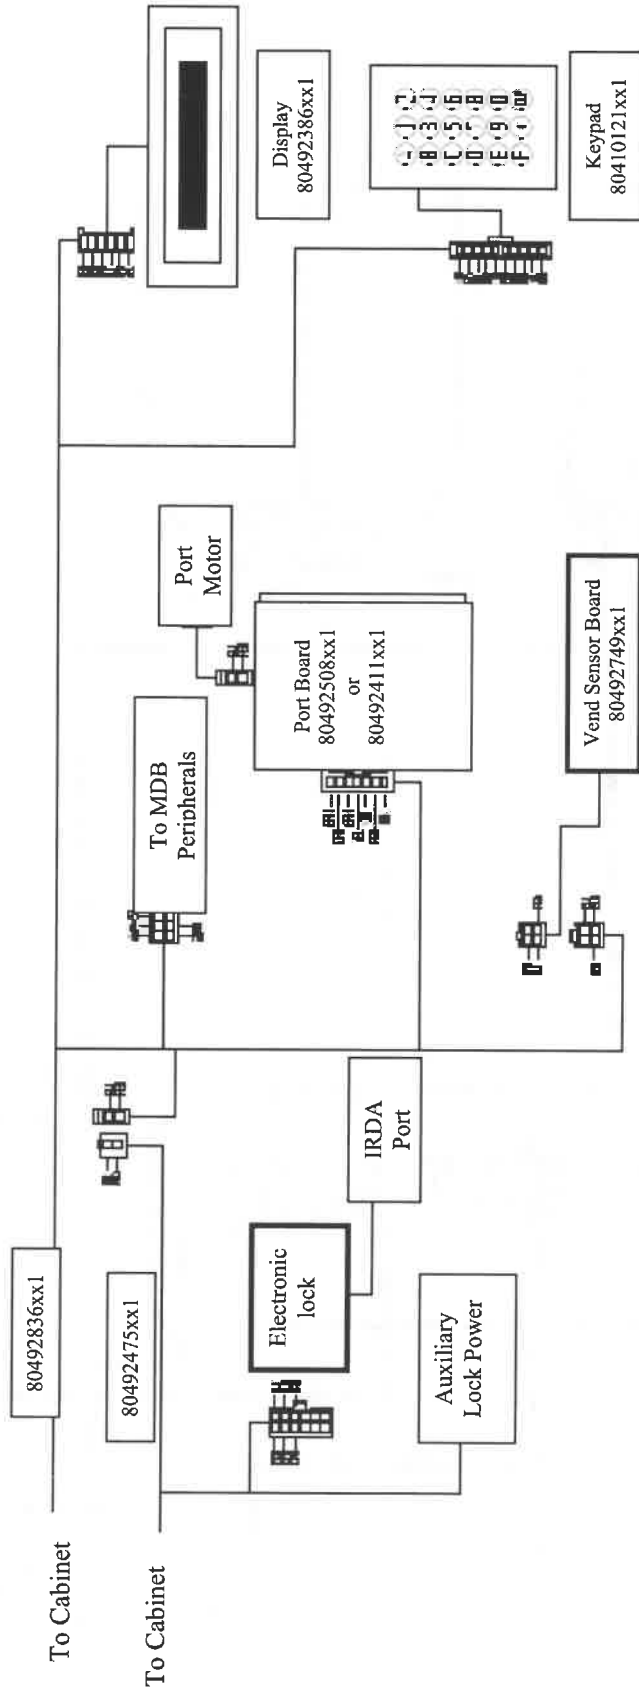 To Cabinet
80492836xx1
To Cabinet
80492475xx1
Electronic
lock
Auxiliary
Lock Power
IRDA
Port
To MDB
Peripherals
Port
Motor
Port Board
80492508xx1
or
80492411xx1
Vend Sensor Board
80492749xx1
Display
80492386xx1
Keypad
80410121xx1